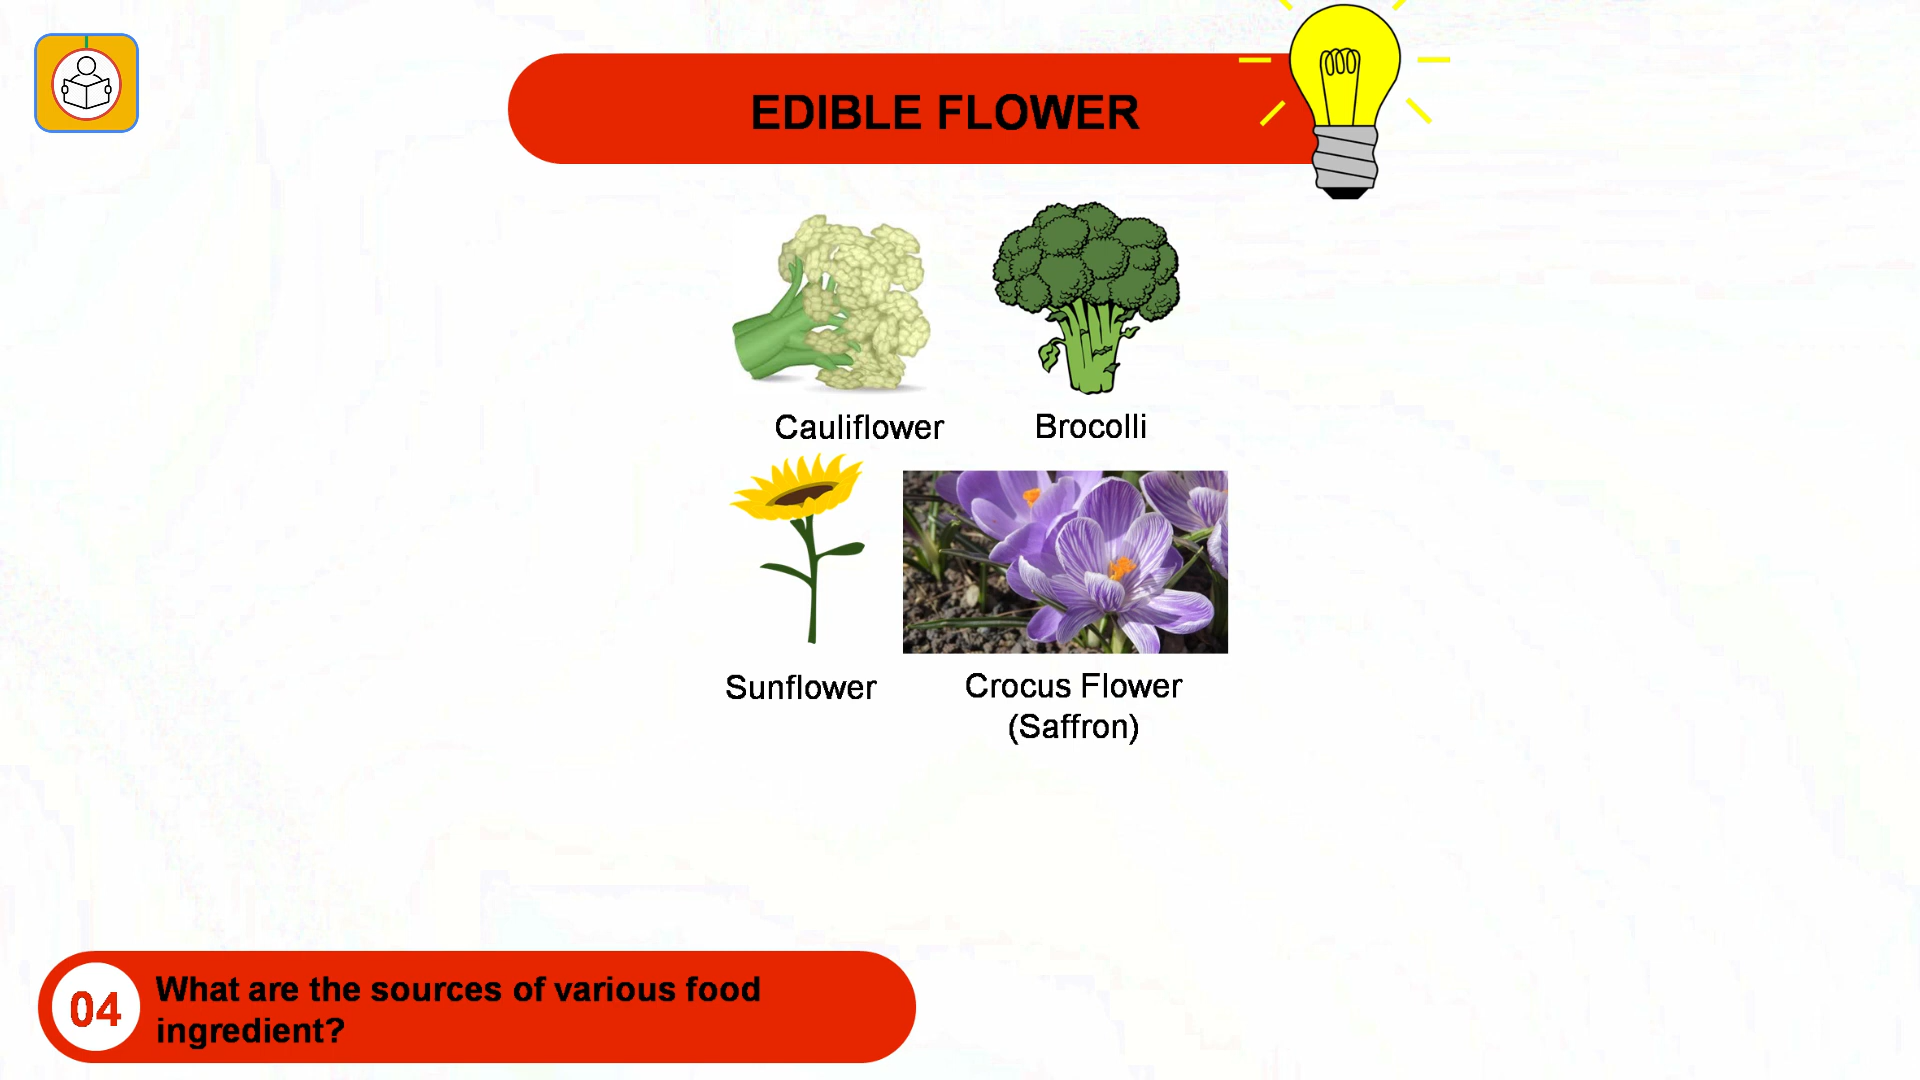 EDIBLE FLOWER
Cauliflower
Brocolli
Sunflower
Crocus Flower
(Saffron)
04
What are the sources of various food
ingredient?